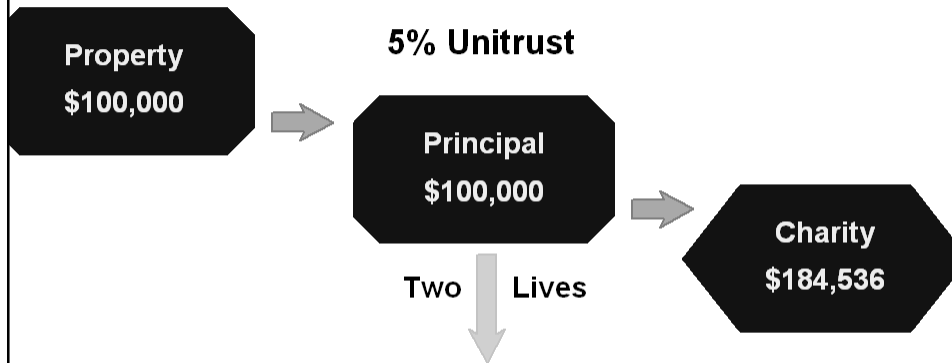 Property
$100,000
5% Unitrust
Principal
$100,000
Charity
$184,536
Two Lives